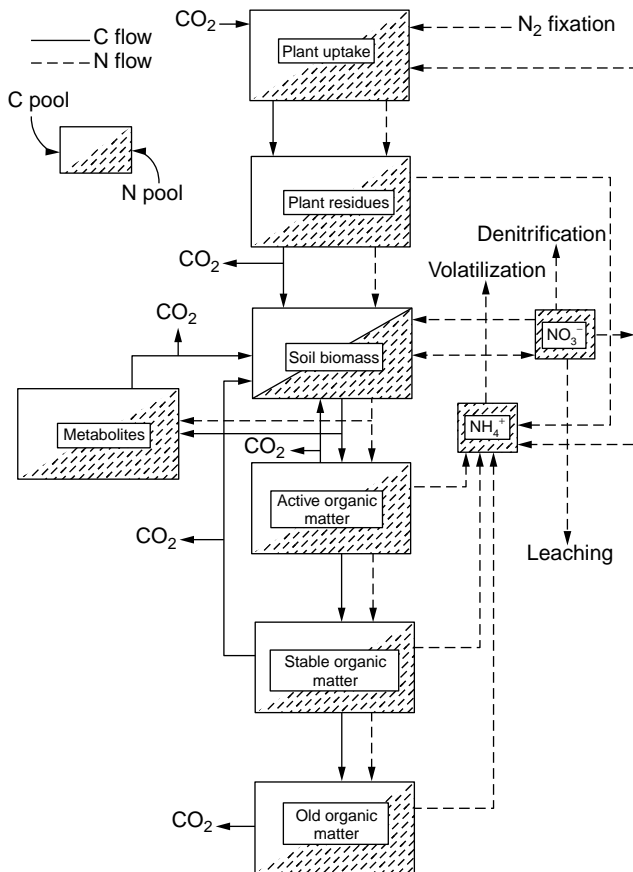 C flow
N flow
C pool
N pool
CO₂
Plant uptake
N₂ fixation
Plant residues
CO₂
Denitrification
Volatilization
CO₂
Soil biomass
NO₃⁻
Metabolites
NH₄⁺
CO₂
Active organic
matter
CO₂
Leaching
Stable organic
matter
CO₂
Old organic
matter